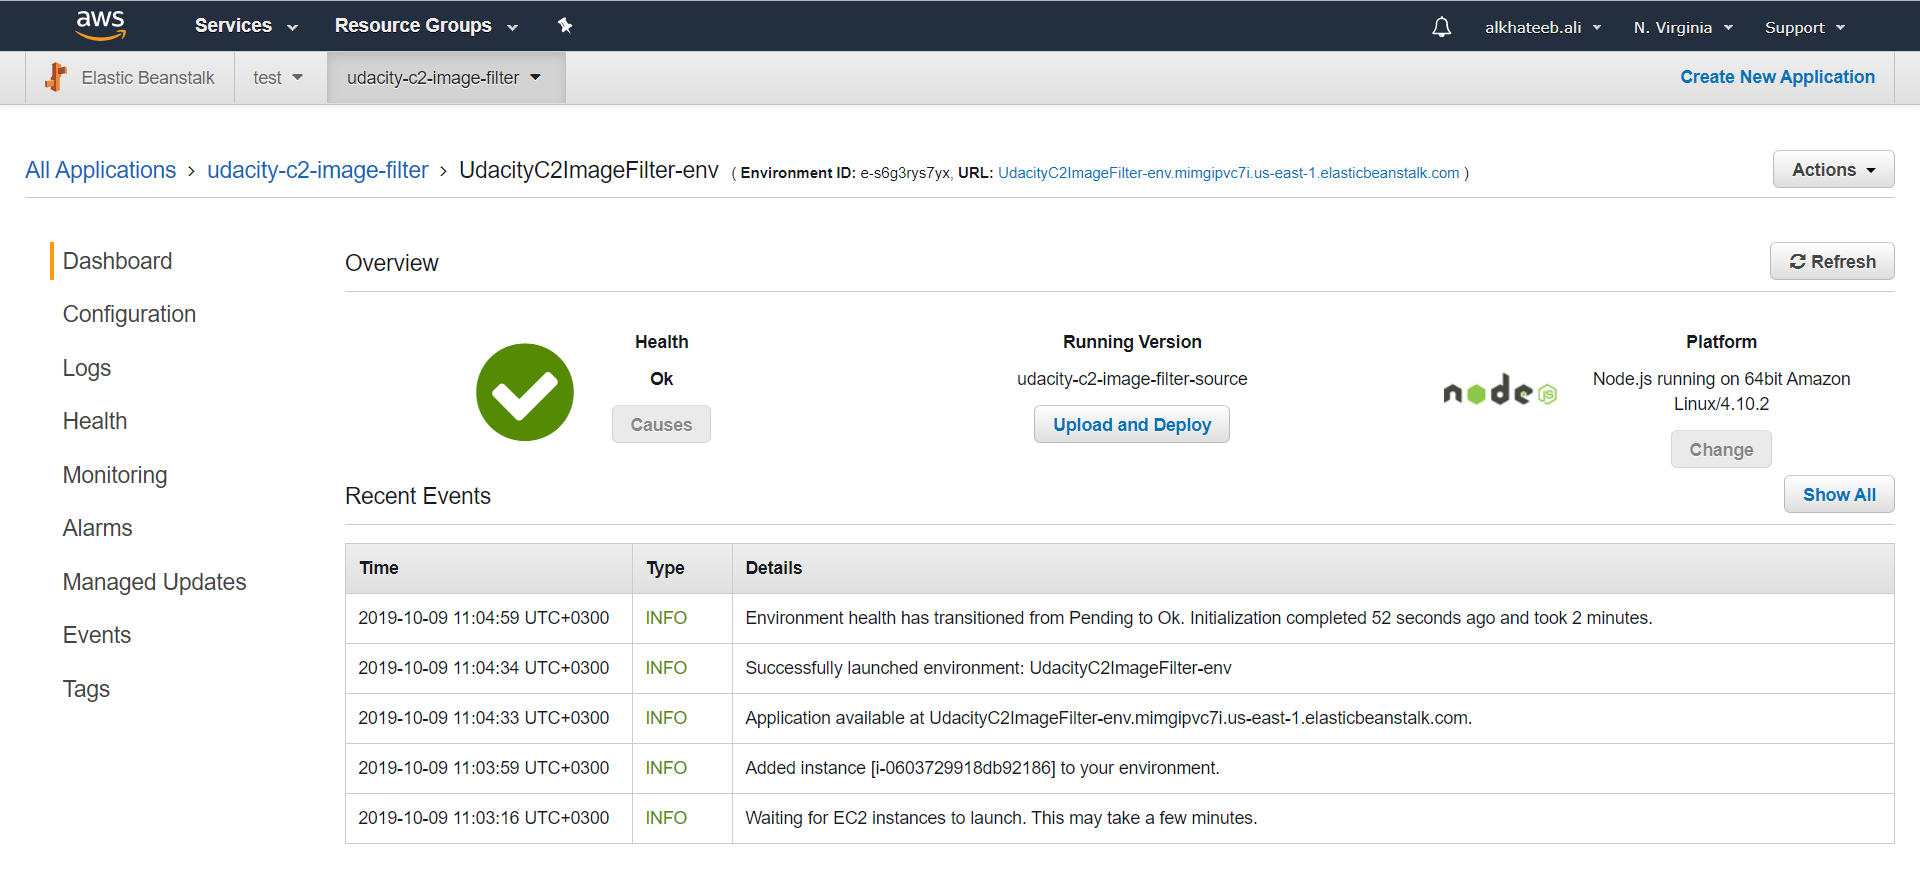 aws Services Resource Groups alkhateeb.ali N. Virginia Support
Elastic Beanstalk test udacity-c2-image-filter Create New Application
All Applications › udacity-c2-image-filter › UdacityC2ImageFilter-env ( Environment ID: e-s6g3rys7yx, URL: UdacityC2ImageFilter-env.mimgipvc7i.us-east-1.elasticbeanstalk.com )
Actions
Dashboard
Configuration
Logs
Health
Monitoring
Alarms
Managed Updates
Events
Tags
Overview
Refresh
Health
Ok
Causes
Running Version
udacity-c2-image-filter-source
Upload and Deploy
node JS
Platform
Node.js running on 64bit Amazon
Linux/4.10.2
Change
Recent Events
Show All
Time Type Details
2019-10-09 11:04:59 UTC+0300 INFO Environment health has transitioned from Pending to Ok. Initialization completed 52 seconds ago and took 2 minutes.
2019-10-09 11:04:34 UTC+0300 INFO Successfully launched environment: UdacityC2ImageFilter-env
2019-10-09 11:04:33 UTC+0300 INFO Application available at UdacityC2ImageFilter-env.mimgipvc7i.us-east-1.elasticbeanstalk.com.
2019-10-09 11:03:59 UTC+0300 INFO Added instance [i-0603729918db92186] to your environment.
2019-10-09 11:03:16 UTC+0300 INFO Waiting for EC2 instances to launch. This may take a few minutes.